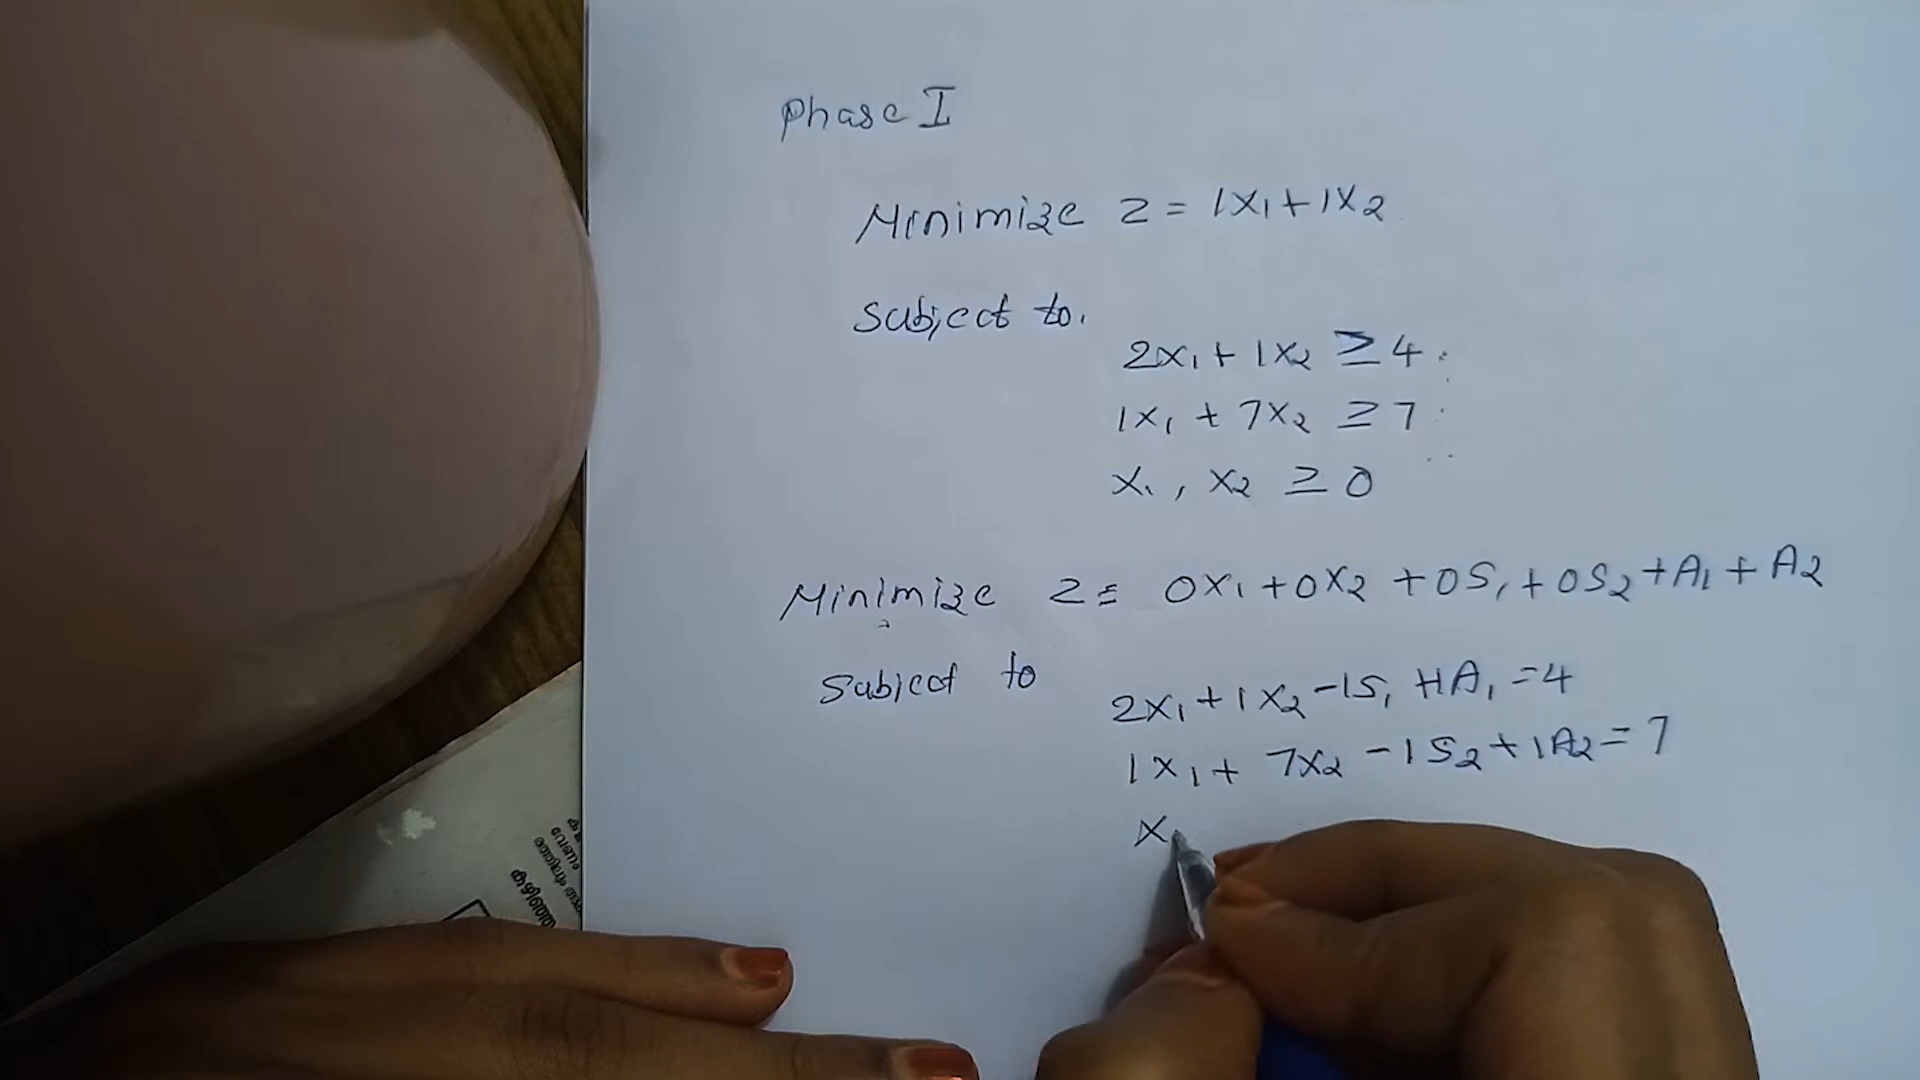 Phase I
Minimize Z = 1X1 + 1X2
Subject to.
2X1 + 1X2 ≥ 4
1X1 + 7X2 ≥ 7
X1, X2 ≥ 0
Minimize Z = 0X1 + 0X2 + 0S1 + 0S2 + A1 + A2
Subject to
2X1 + 1X2 - 1S1 + 1A1 = 4
1X1 + 7X2 - 1S2 + 1A2 = 7
X
വേണം
കഴിഞ്ഞ